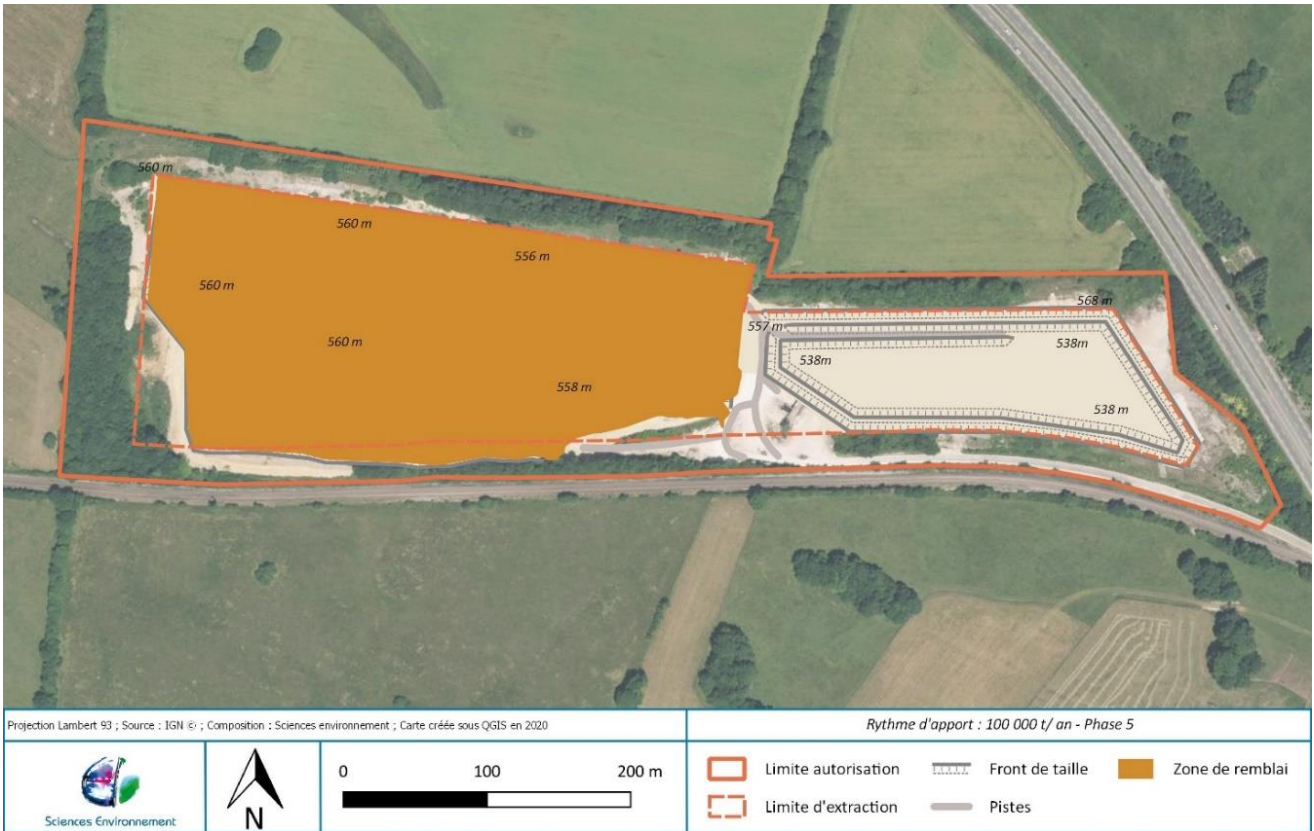 560 m
560 m
556 m
560 m
568 m
557 m
560 m
538m
538m
558 m
538 m
Projection Lambert 93 ; Source : IGN © ; Composition : Sciences environnement ; Carte créée sous QGIS en 2020
Rythme d'apport : 100 000 t/ an - Phase 5
Sciences Environnement
N
0 100 200 m
Limite autorisation
Front de taille
Zone de remblai
Limite d'extraction
Pistes